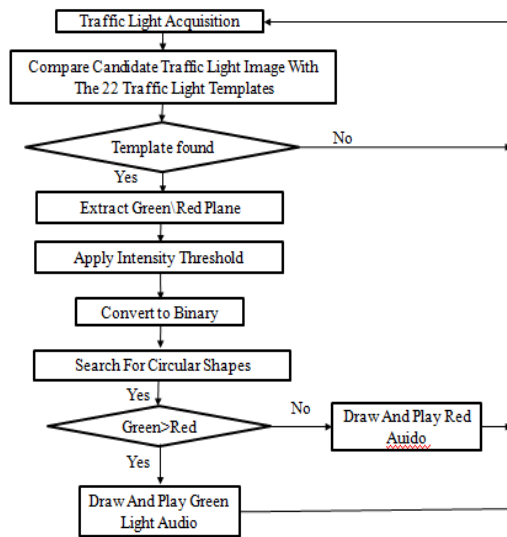 Traffic Light Acquisition
Compare Candidate Traffic Light Image With
The 22 Traffic Light Templates
Template found
No
Yes
Extract Green\Red Plane
Apply Intensity Threshold
Convert to Binary
Search For Circular Shapes
Yes
Green>Red
No
Draw And Play Red
Auido
Yes
Draw And Play Green
Light Audio